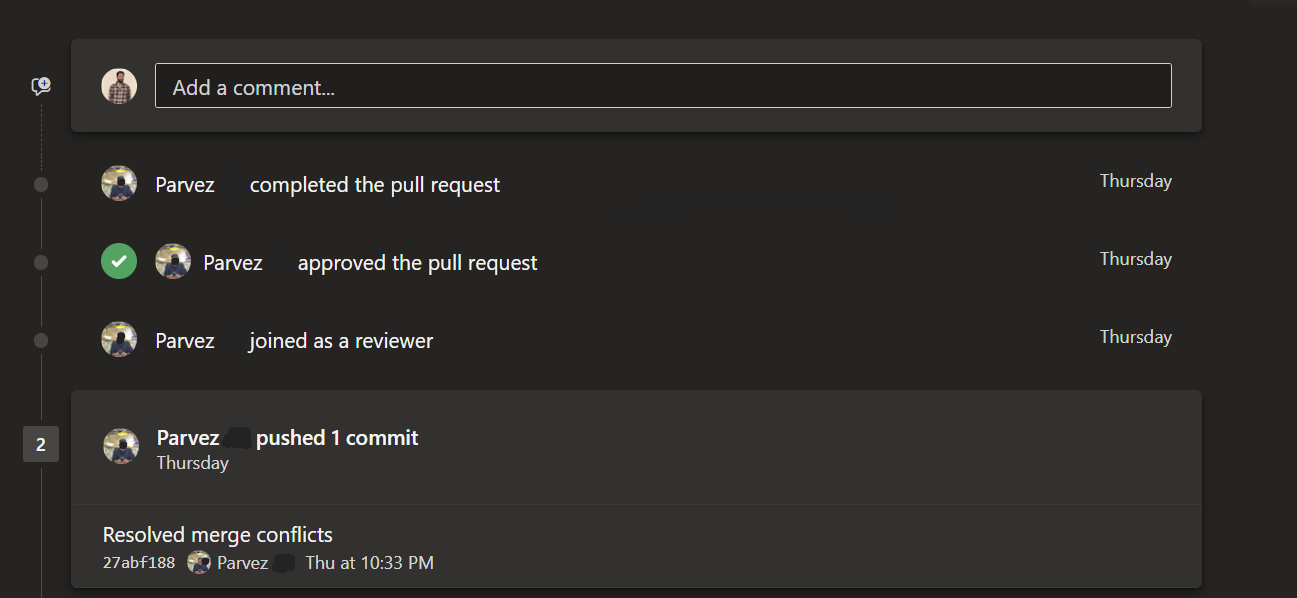 Add a comment...
Parvez completed the pull request Thursday
Parvez approved the pull request Thursday
Parvez joined as a reviewer Thursday
2
Parvez pushed 1 commit
Thursday
Resolved merge conflicts
27abf188 Parvez Thu at 10:33 PM